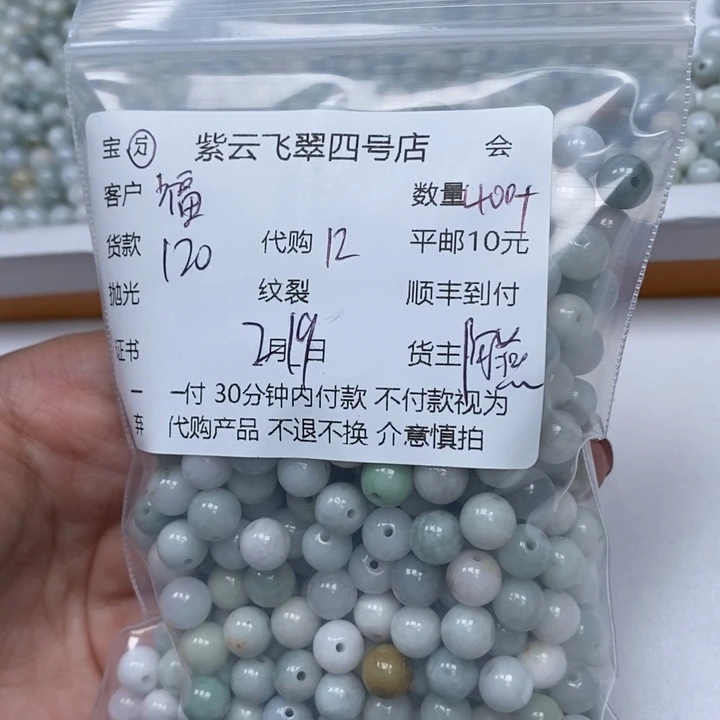 宝 紫云飞翠四号店 会
客户 福 数量 400+
货款 120 代购 12 平邮10元
抛光 纹裂 顺丰到付
证书 2月19日 货主
一 一付 30分钟内付款 不付款视为
弃 代购产品 不退不换 介意慎拍